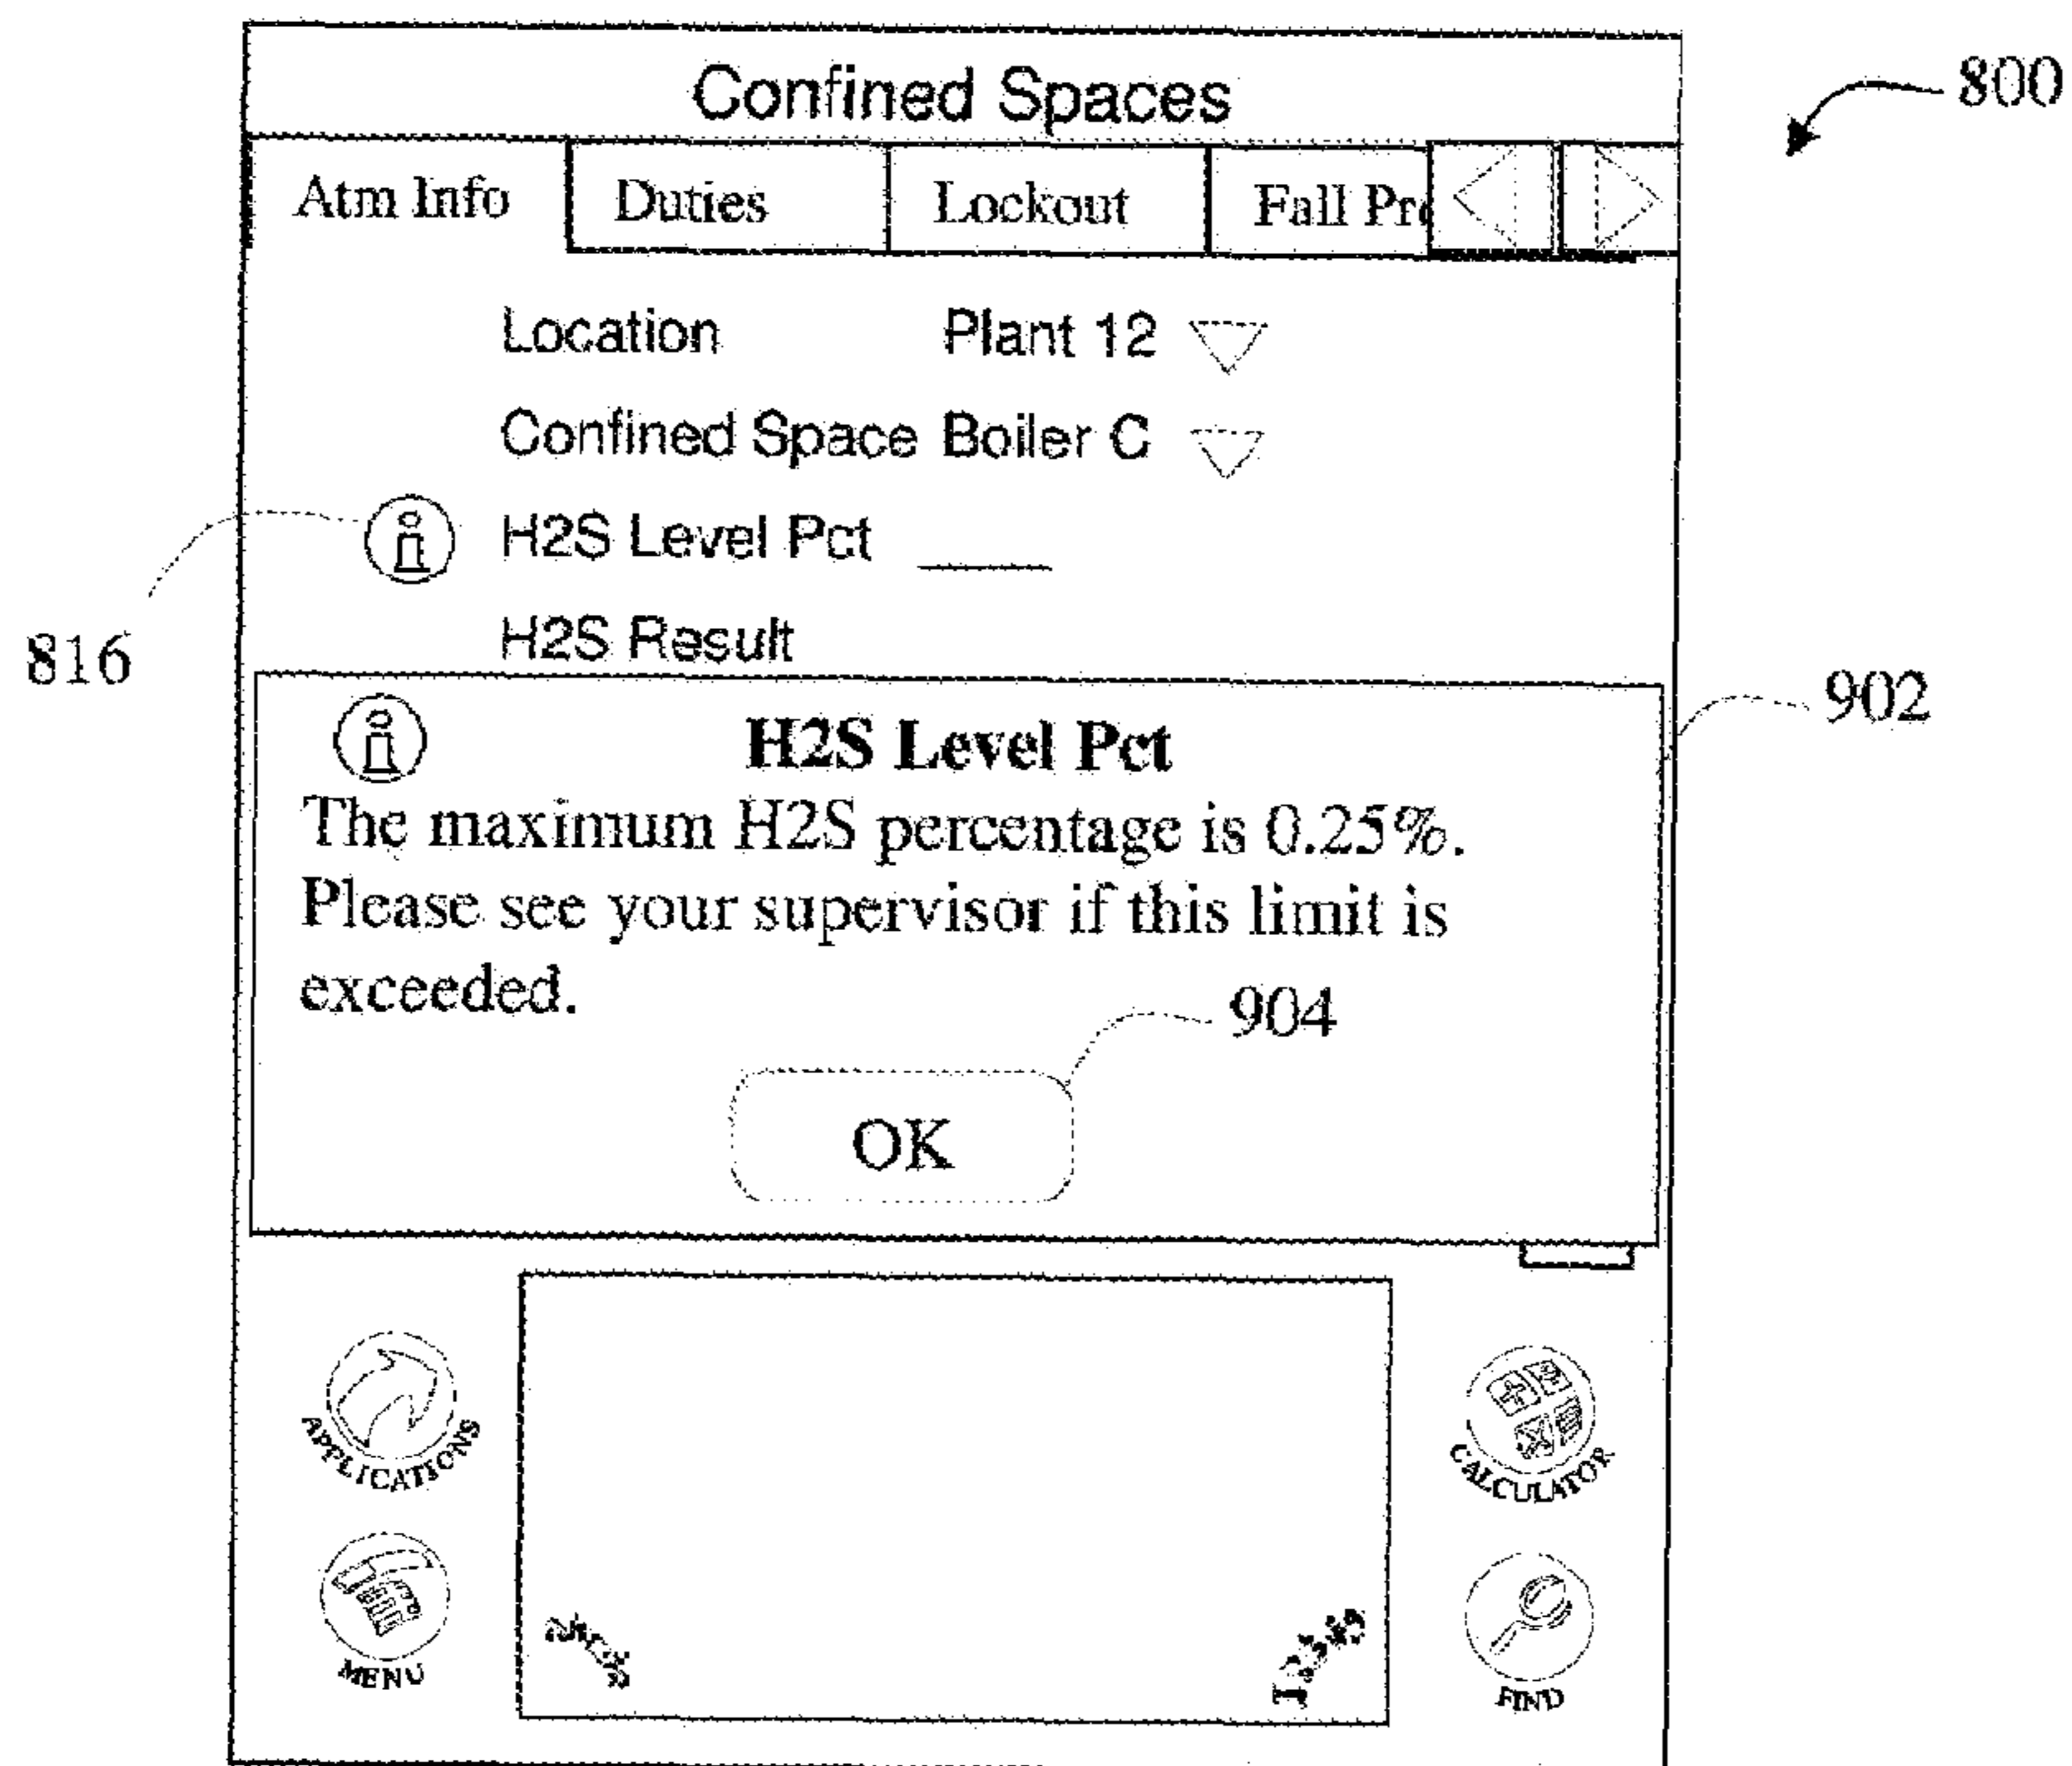 Confined Spaces
800
Atm Info Duties Lockout Fall Pr
Location Plant 12
Confined Space Boiler C
H2S Level Pct
816
H2S Result
902
H2S Level Pct
The maximum H2S percentage is 0.25%.
Please see your supervisor if this limit is
exceeded.
904
OK
APPLICATIONS
CALCULATOR
MENU
FIND